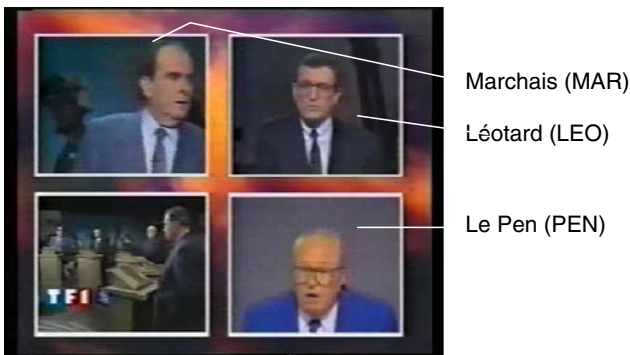 Marchais (MAR)
Léotard (LEO)
Le Pen (PEN)
TF1